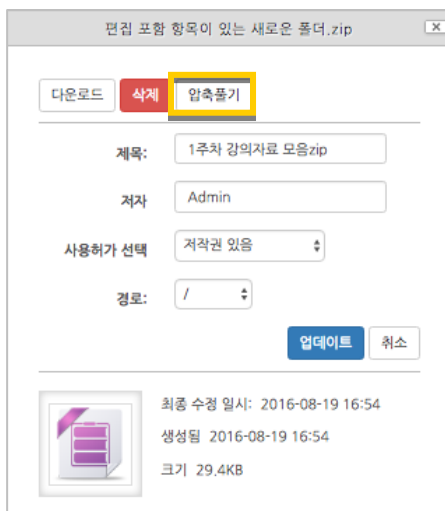 편집 포함 항목이 있는 새로운 폴더.zip
다운로드 삭제 압축풀기
제목: 1주차 강의자료 모음zip
저자 Admin
사용허가 선택 저작권 있음
경로: /
업데이트 취소
최종 수정 일시: 2016-08-19 16:54
생성됨 2016-08-19 16:54
크기 29.4KB